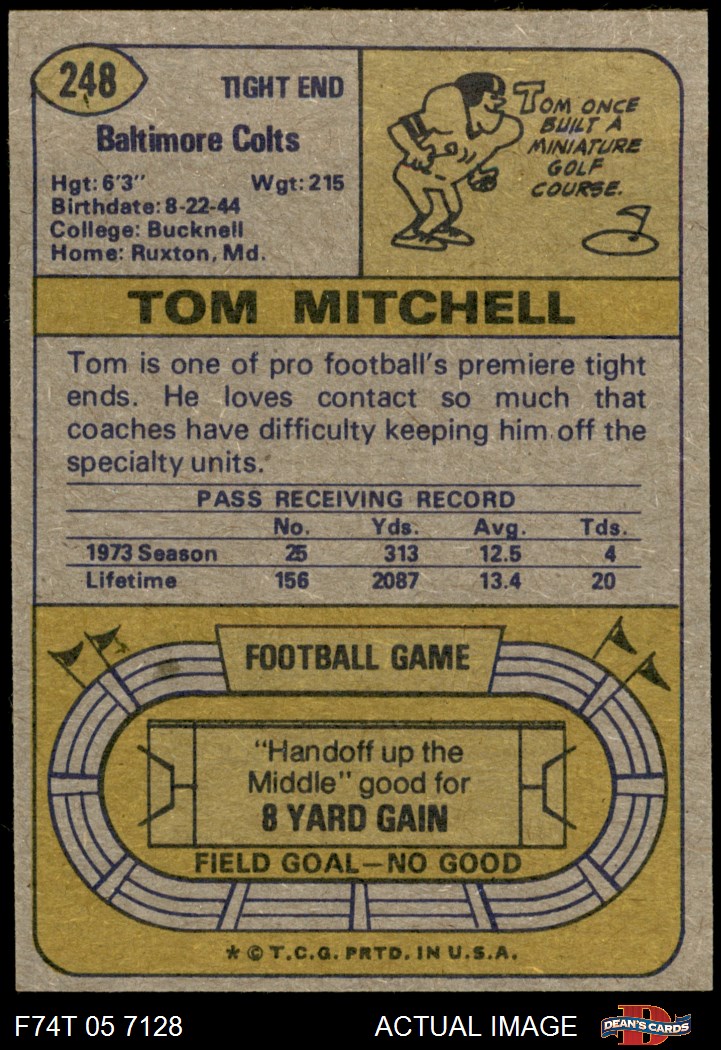 248
TIGHT END
Baltimore Colts
Hgt: 6'3" Wgt: 215
Birthdate: 8-22-44
College: Bucknell
Home: Ruxton, Md.
TOM ONCE
BUILT A
MINIATURE
GOLF
COURSE.
TOM MITCHELL
Tom is one of pro football's premiere tight
ends. He loves contact so much that
coaches have difficulty keeping him off the
specialty units.
PASS RECEIVING RECORD
No. Yds. Avg. Tds.
1973 Season 25 313 12.5 4
Lifetime 156 2087 13.4 20
FOOTBALL GAME
"Handoff up the
Middle" good for
8 YARD GAIN
FIELD GOAL—NO GOOD
* © T.C.G. PRTD. IN U.S.A.
F74T 05 7128 ACTUAL IMAGE
D
DEAN'S CARDS